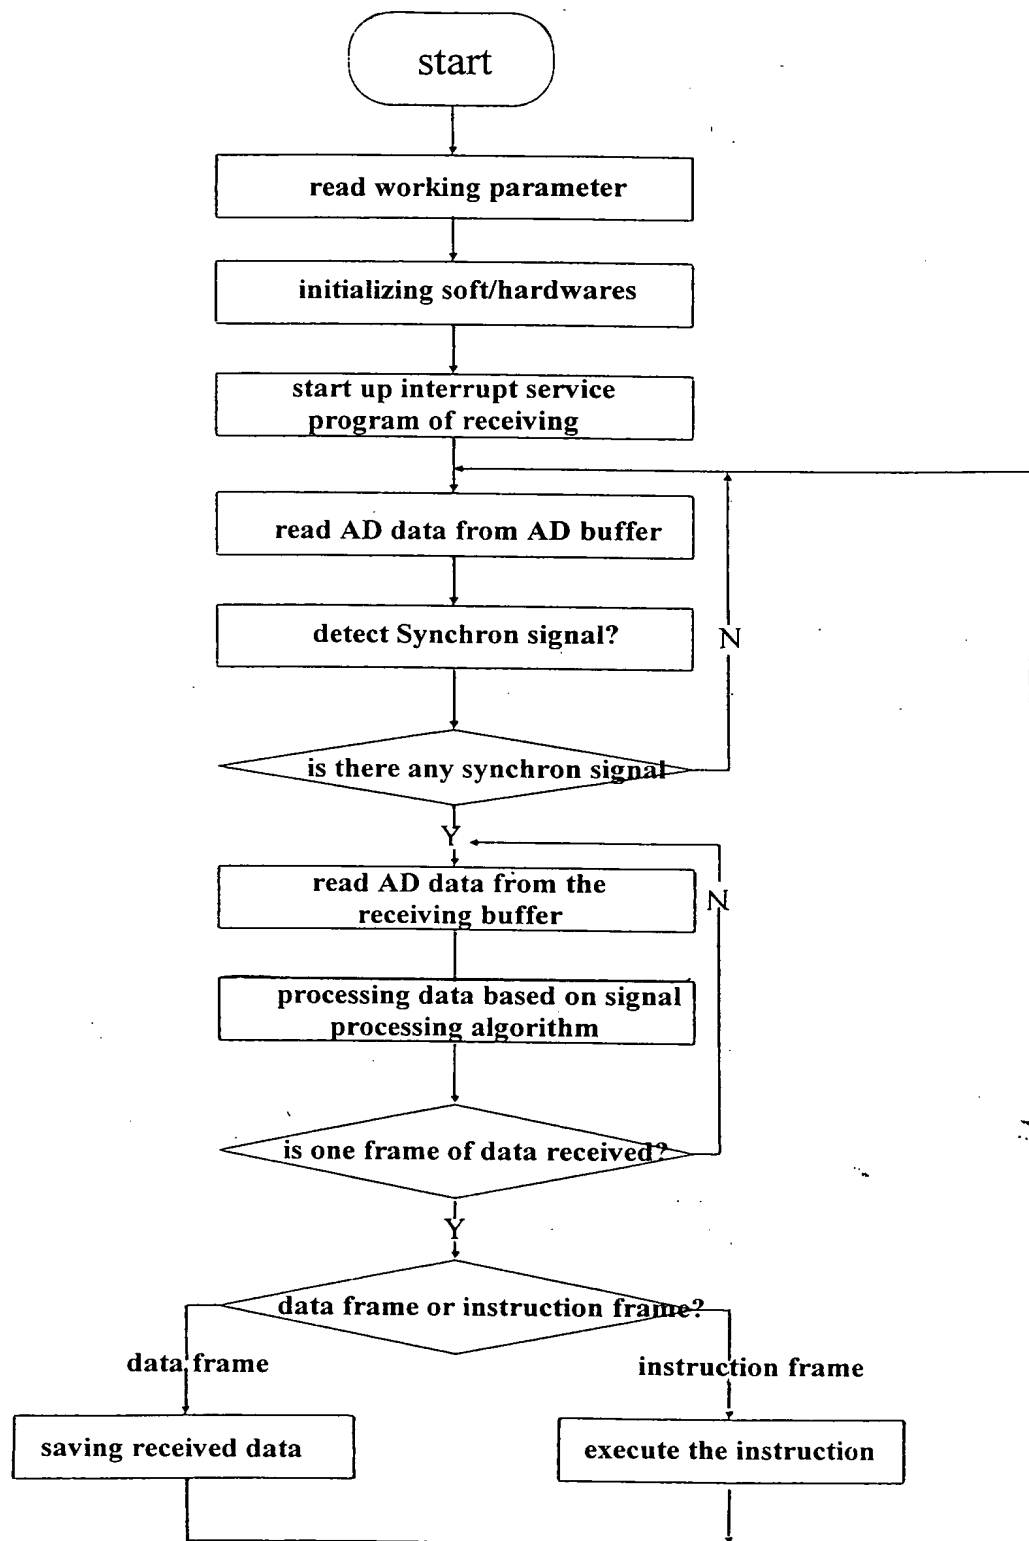 start
read working parameter
initializing soft/hardwares
start up interrupt service
program of receiving
read AD data from AD buffer
detect Synchron signal?
N
is there any synchron signal
Y
read AD data from the
receiving buffer
N
processing data based on signal
processing algorithm
is one frame of data received?
Y
data frame or instruction frame?
data frame
instruction frame
saving received data
execute the instruction